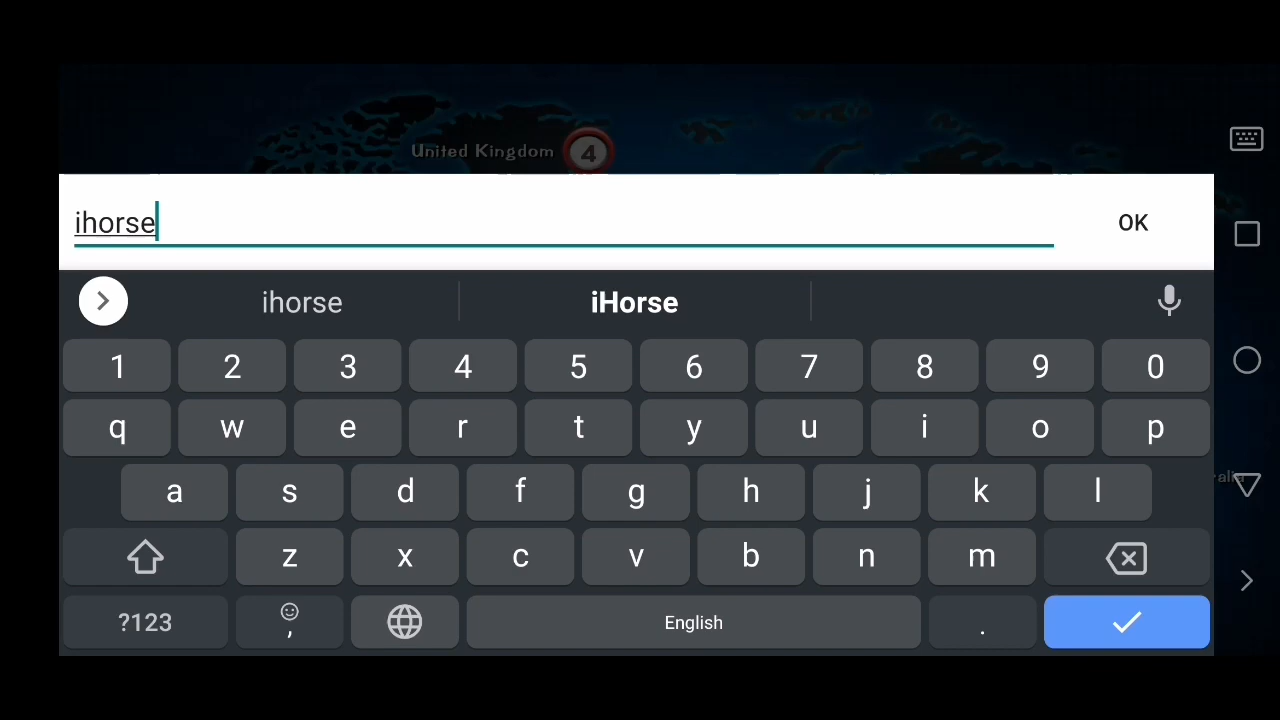 United Kingdom 4
ihorse OK
ihorse iHorse
1 2 3 4 5 6 7 8 9 0
q w e r t y u i o p
a s d f g h j k l
z x c v b n m
?123 , English .